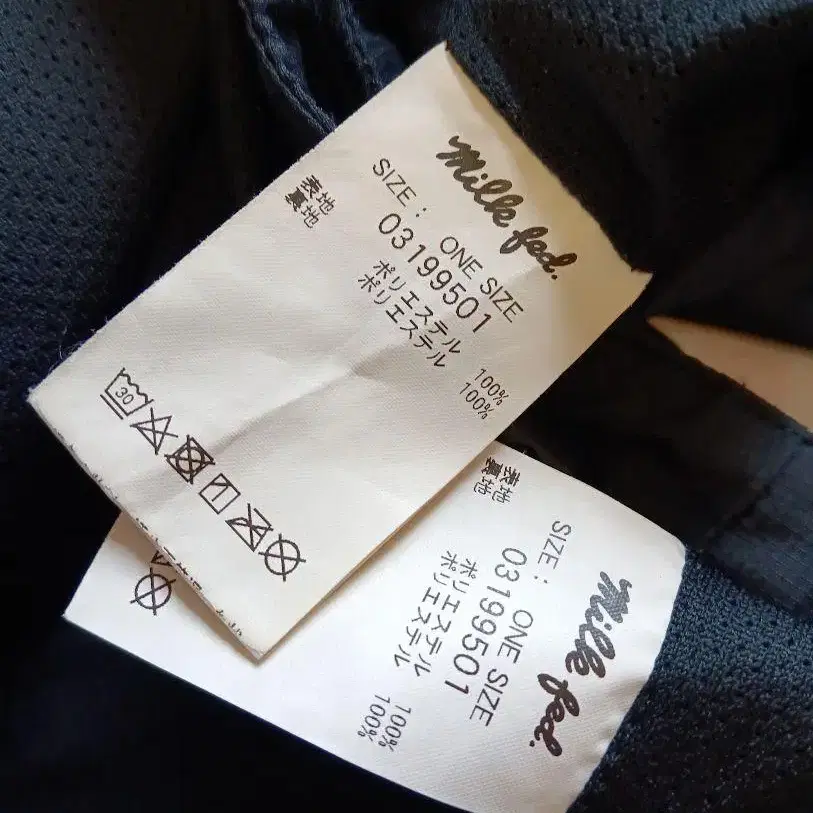 milk fed.
SIZE: ONE SIZE
03199501
表地 ポリエステル 100%
裏地 ポリエステル 100%
30
milk fed.
SIZE: ONE SIZE
03199501
表地 ポリエステル 100%
裏地 ポリエステル 100%